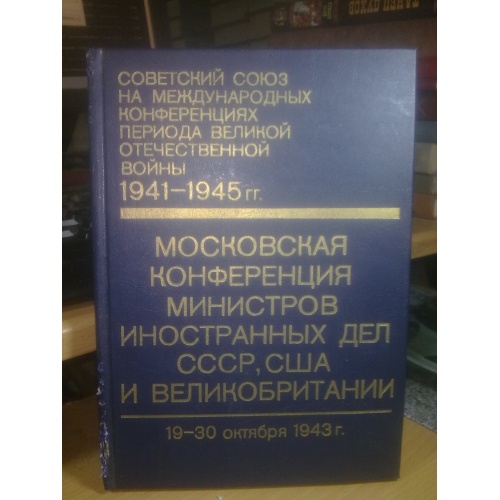 СОВЕТСКИЙ СОЮЗ
НА МЕЖДУНАРОДНЫХ
КОНФЕРЕНЦИЯХ
ПЕРИОДА ВЕЛИКОЙ
ОТЕЧЕСТВЕННОЙ
ВОЙНЫ
1941–1945 гг.
МОСКОВСКАЯ
КОНФЕРЕНЦИЯ
МИНИСТРОВ
ИНОСТРАННЫХ ДЕЛ
СССР, США
И ВЕЛИКОБРИТАНИИ
19–30 октября 1943 г.